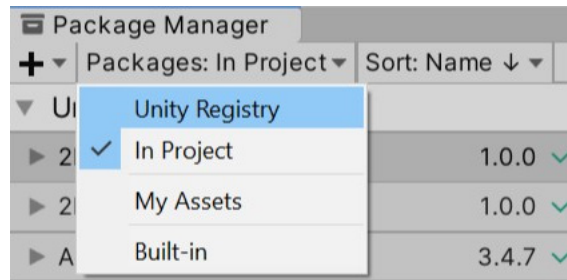 Package Manager
+ Packages: In Project Sort: Name ↓
Unity Registry
In Project 1.0.0
My Assets 1.0.0
Built-in 3.4.7